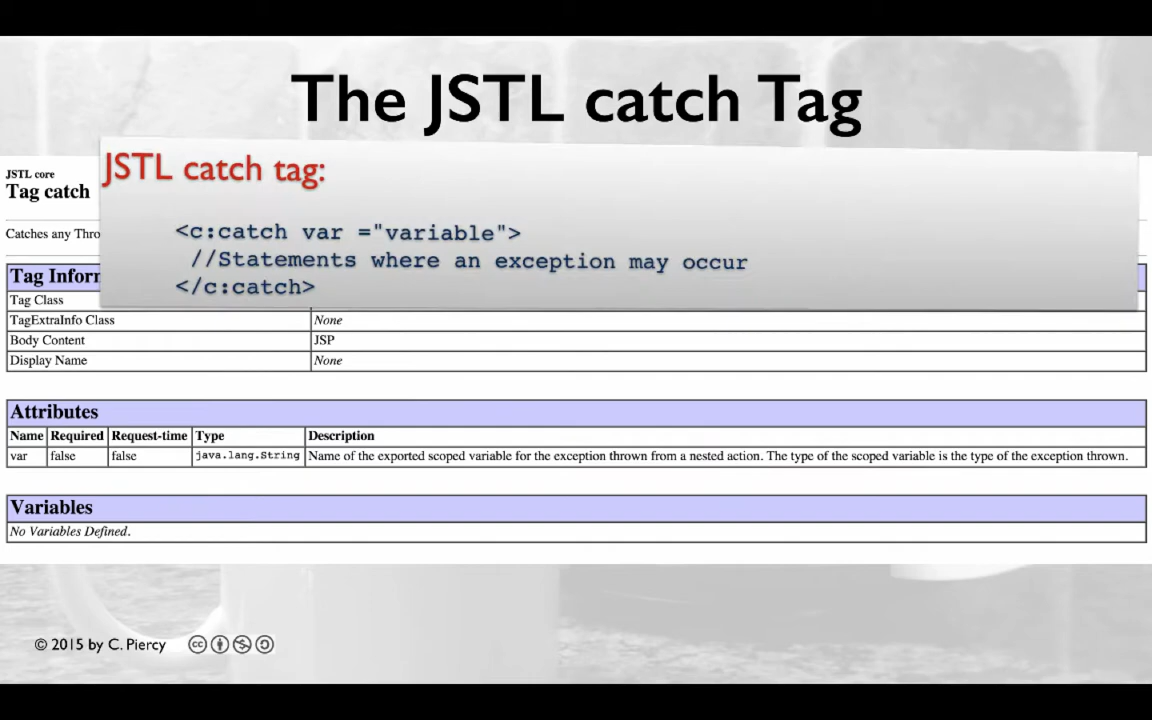 The JSTL catch Tag
JSTL catch tag:
<c:catch var ="variable">
//Statements where an exception may occur
</c:catch>
JSTL core
Tag catch
Catches any Thro
Tag Inforr
Tag Class
TagExtraInfo Class None
Body Content JSP
Display Name None
Attributes
Name Required Request-time Type Description
var false false java.lang.String Name of the exported scoped variable for the exception thrown from a nested action. The type of the scoped variable is the type of the exception thrown.
Variables
No Variables Defined.
© 2015 by C. Piercy
cc